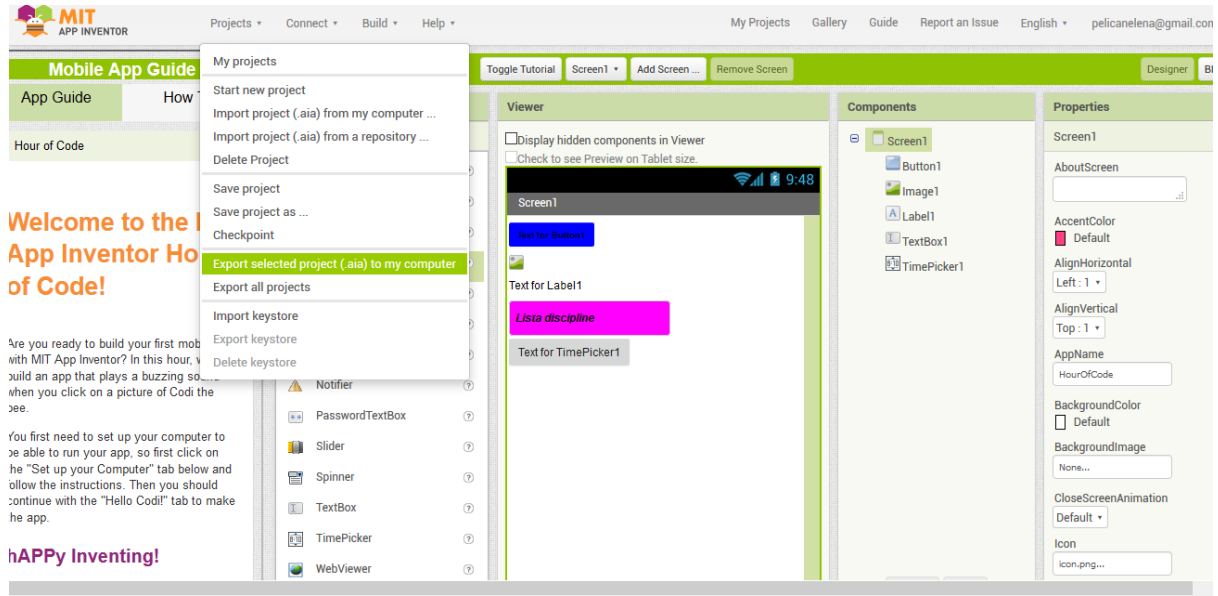 MIT
APP INVENTOR
Projects
Connect
Build
Help
My Projects
Gallery
Guide
Report an Issue
English
pelicanelena@gmail.com
Mobile App Guide
App Guide
How
Hour of Code
Welcome to the
App Inventor Ho
of Code!
Are you ready to build your first mob
with MIT App Inventor? In this hour,
build an app that plays a buzzing
when you click on a picture of Codi the
bee.
You first need to set up your computer to
be able to run your app, so first click on
the "Set up your Computer" tab below and
follow the instructions. Then you should
continue with the "Hello Codi!" tab to make
the app.
hAPPy Inventing!
My projects
Start new project
Import project (.aia) from my computer ...
Import project (.aia) from a repository ...
Delete Project
Save project
Save project as ...
Checkpoint
Export selected project (.aia) to my computer
Export all projects
Import keystore
Export keystore
Delete keystore
Notifier
PasswordTextBox
Slider
Spinner
TextBox
TimePicker
WebViewer
Toggle Tutorial
Screen1
Add Screen ...
Remove Screen
Designer
Bl
Viewer
Display hidden components in Viewer
Check to see Preview on Tablet size.
9:48
Screen1
Text for Button1
Text for Label1
Lista discipline
Text for TimePicker1
Components
Screen1
Button1
Image1
Label1
TextBox1
TimePicker1
Properties
Screen1
AboutScreen
AccentColor
Default
AlignHorizontal
Left : 1
AlignVertical
Top : 1
AppName
HourOfCode
BackgroundColor
Default
BackgroundImage
None...
CloseScreenAnimation
Default
Icon
icon.png...